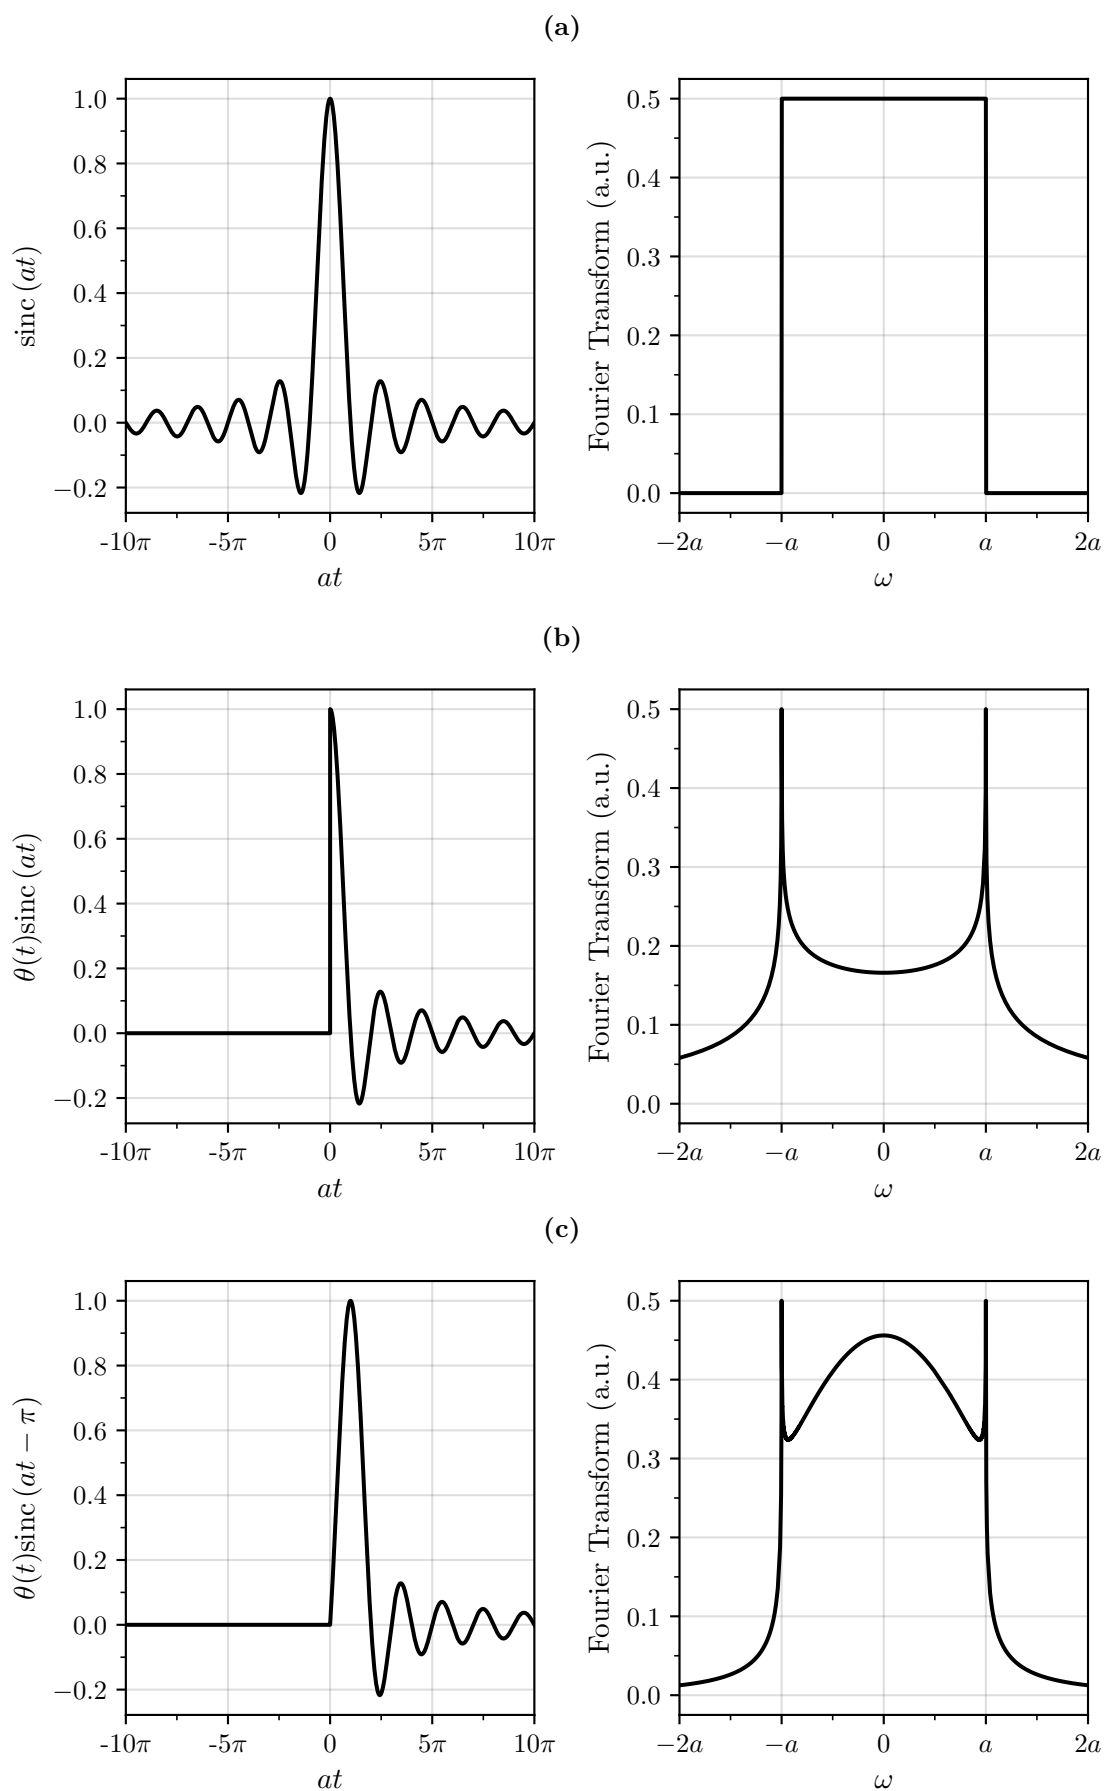 (a)
sinc (at)
1.0
0.8
0.6
0.4
0.2
0.0
−0.2
-10π -5π 0 5π 10π
at
Fourier Transform (a.u.)
0.5
0.4
0.3
0.2
0.1
0.0
−2a −a 0 a 2a
ω
(b)
θ(t)sinc (at)
1.0
0.8
0.6
0.4
0.2
0.0
−0.2
-10π -5π 0 5π 10π
at
Fourier Transform (a.u.)
0.5
0.4
0.3
0.2
0.1
0.0
−2a −a 0 a 2a
ω
(c)
θ(t)sinc (at − π)
1.0
0.8
0.6
0.4
0.2
0.0
−0.2
-10π -5π 0 5π 10π
at
Fourier Transform (a.u.)
0.5
0.4
0.3
0.2
0.1
0.0
−2a −a 0 a 2a
ω